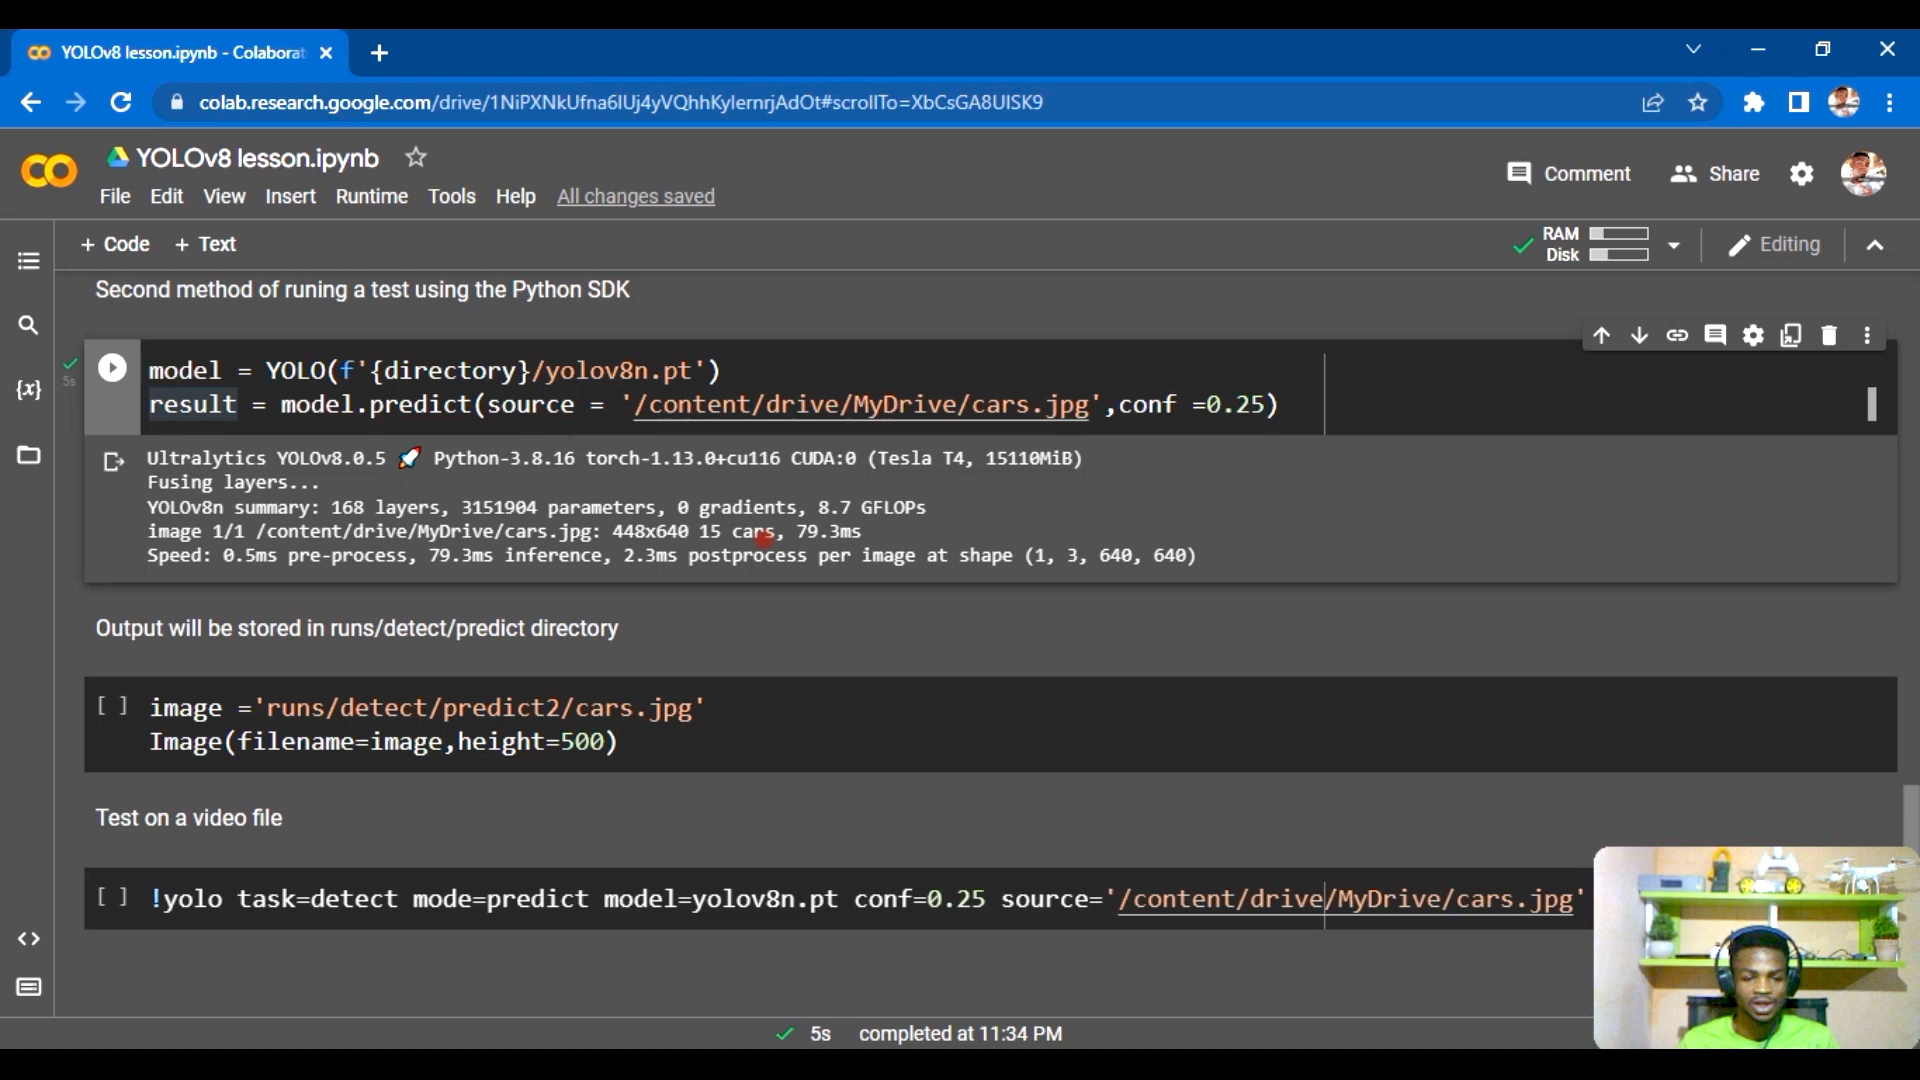 YOLOv8 lesson.ipynb - Colaborat
colab.research.google.com/drive/1NiPXNkUfna6lUj4yVQhhKylernrjAdOt#scrollTo=XbCsGA8UISK9
YOLOv8 lesson.ipynb
Comment
Share
File Edit View Insert Runtime Tools Help All changes saved
+ Code + Text
RAM
Disk
Editing
Second method of runing a test using the Python SDK
5s
model = YOLO(f'{directory}/yolov8n.pt')
result = model.predict(source = '/content/drive/MyDrive/cars.jpg',conf =0.25)
Ultralytics YOLOv8.0.5 🚀 Python-3.8.16 torch-1.13.0+cu116 CUDA:0 (Tesla T4, 15110MiB)
Fusing layers...
YOLOv8n summary: 168 layers, 3151904 parameters, 0 gradients, 8.7 GFLOPs
image 1/1 /content/drive/MyDrive/cars.jpg: 448x640 15 cars, 79.3ms
Speed: 0.5ms pre-process, 79.3ms inference, 2.3ms postprocess per image at shape (1, 3, 640, 640)
Output will be stored in runs/detect/predict directory
[ ] image ='runs/detect/predict2/cars.jpg'
Image(filename=image,height=500)
Test on a video file
[ ] !yolo task=detect mode=predict model=yolov8n.pt conf=0.25 source='/content/drive/MyDrive/cars.jpg'
5s completed at 11:34 PM